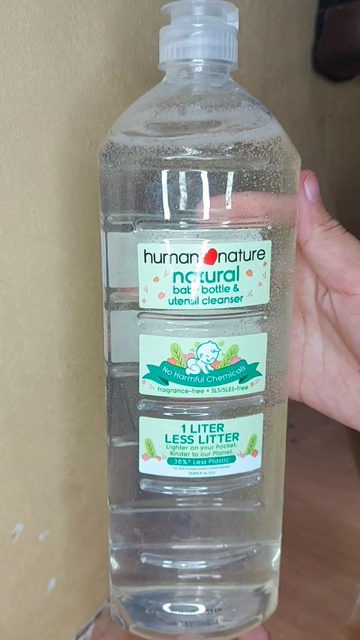 human nature
natural
baby bottle &
utensil cleanser
No Harmful Chemicals
fragrance-free • SLS/SLES-free
1 LITER
LESS LITTER
Lighter on your Pocket,
Kinder to our Planet.
38%* Less Plastic